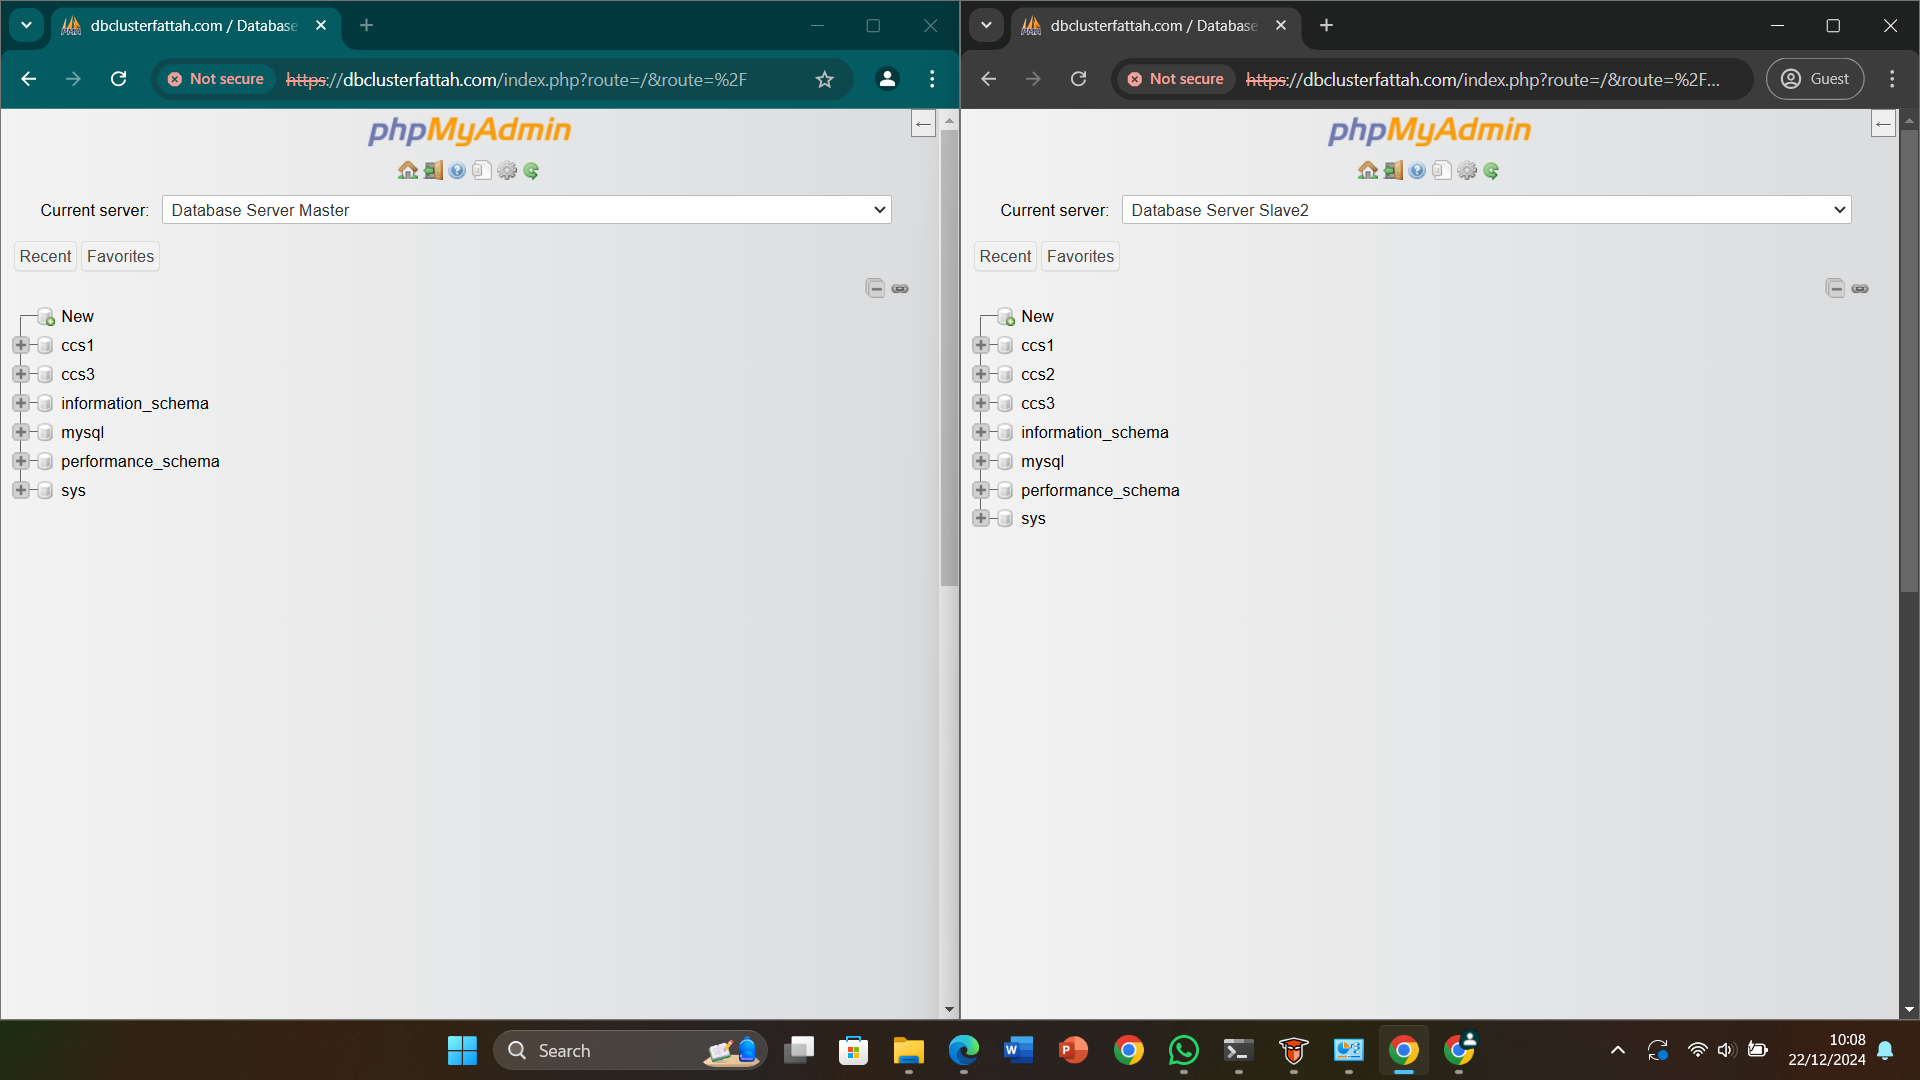 dbclusterfattah.com / Database
Not secure
https://dbclusterfattah.com/index.php?route=/&route=%2F
phpMyAdmin
Current server:
Database Server Master
Recent
Favorites
New
ccs1
ccs3
information_schema
mysql
performance_schema
sys
dbclusterfattah.com / Database
Not secure
https://dbclusterfattah.com/index.php?route=/&route=%2F...
Guest
phpMyAdmin
Current server:
Database Server Slave2
Recent
Favorites
New
ccs1
ccs2
ccs3
information_schema
mysql
performance_schema
sys
Search
10:08
22/12/2024